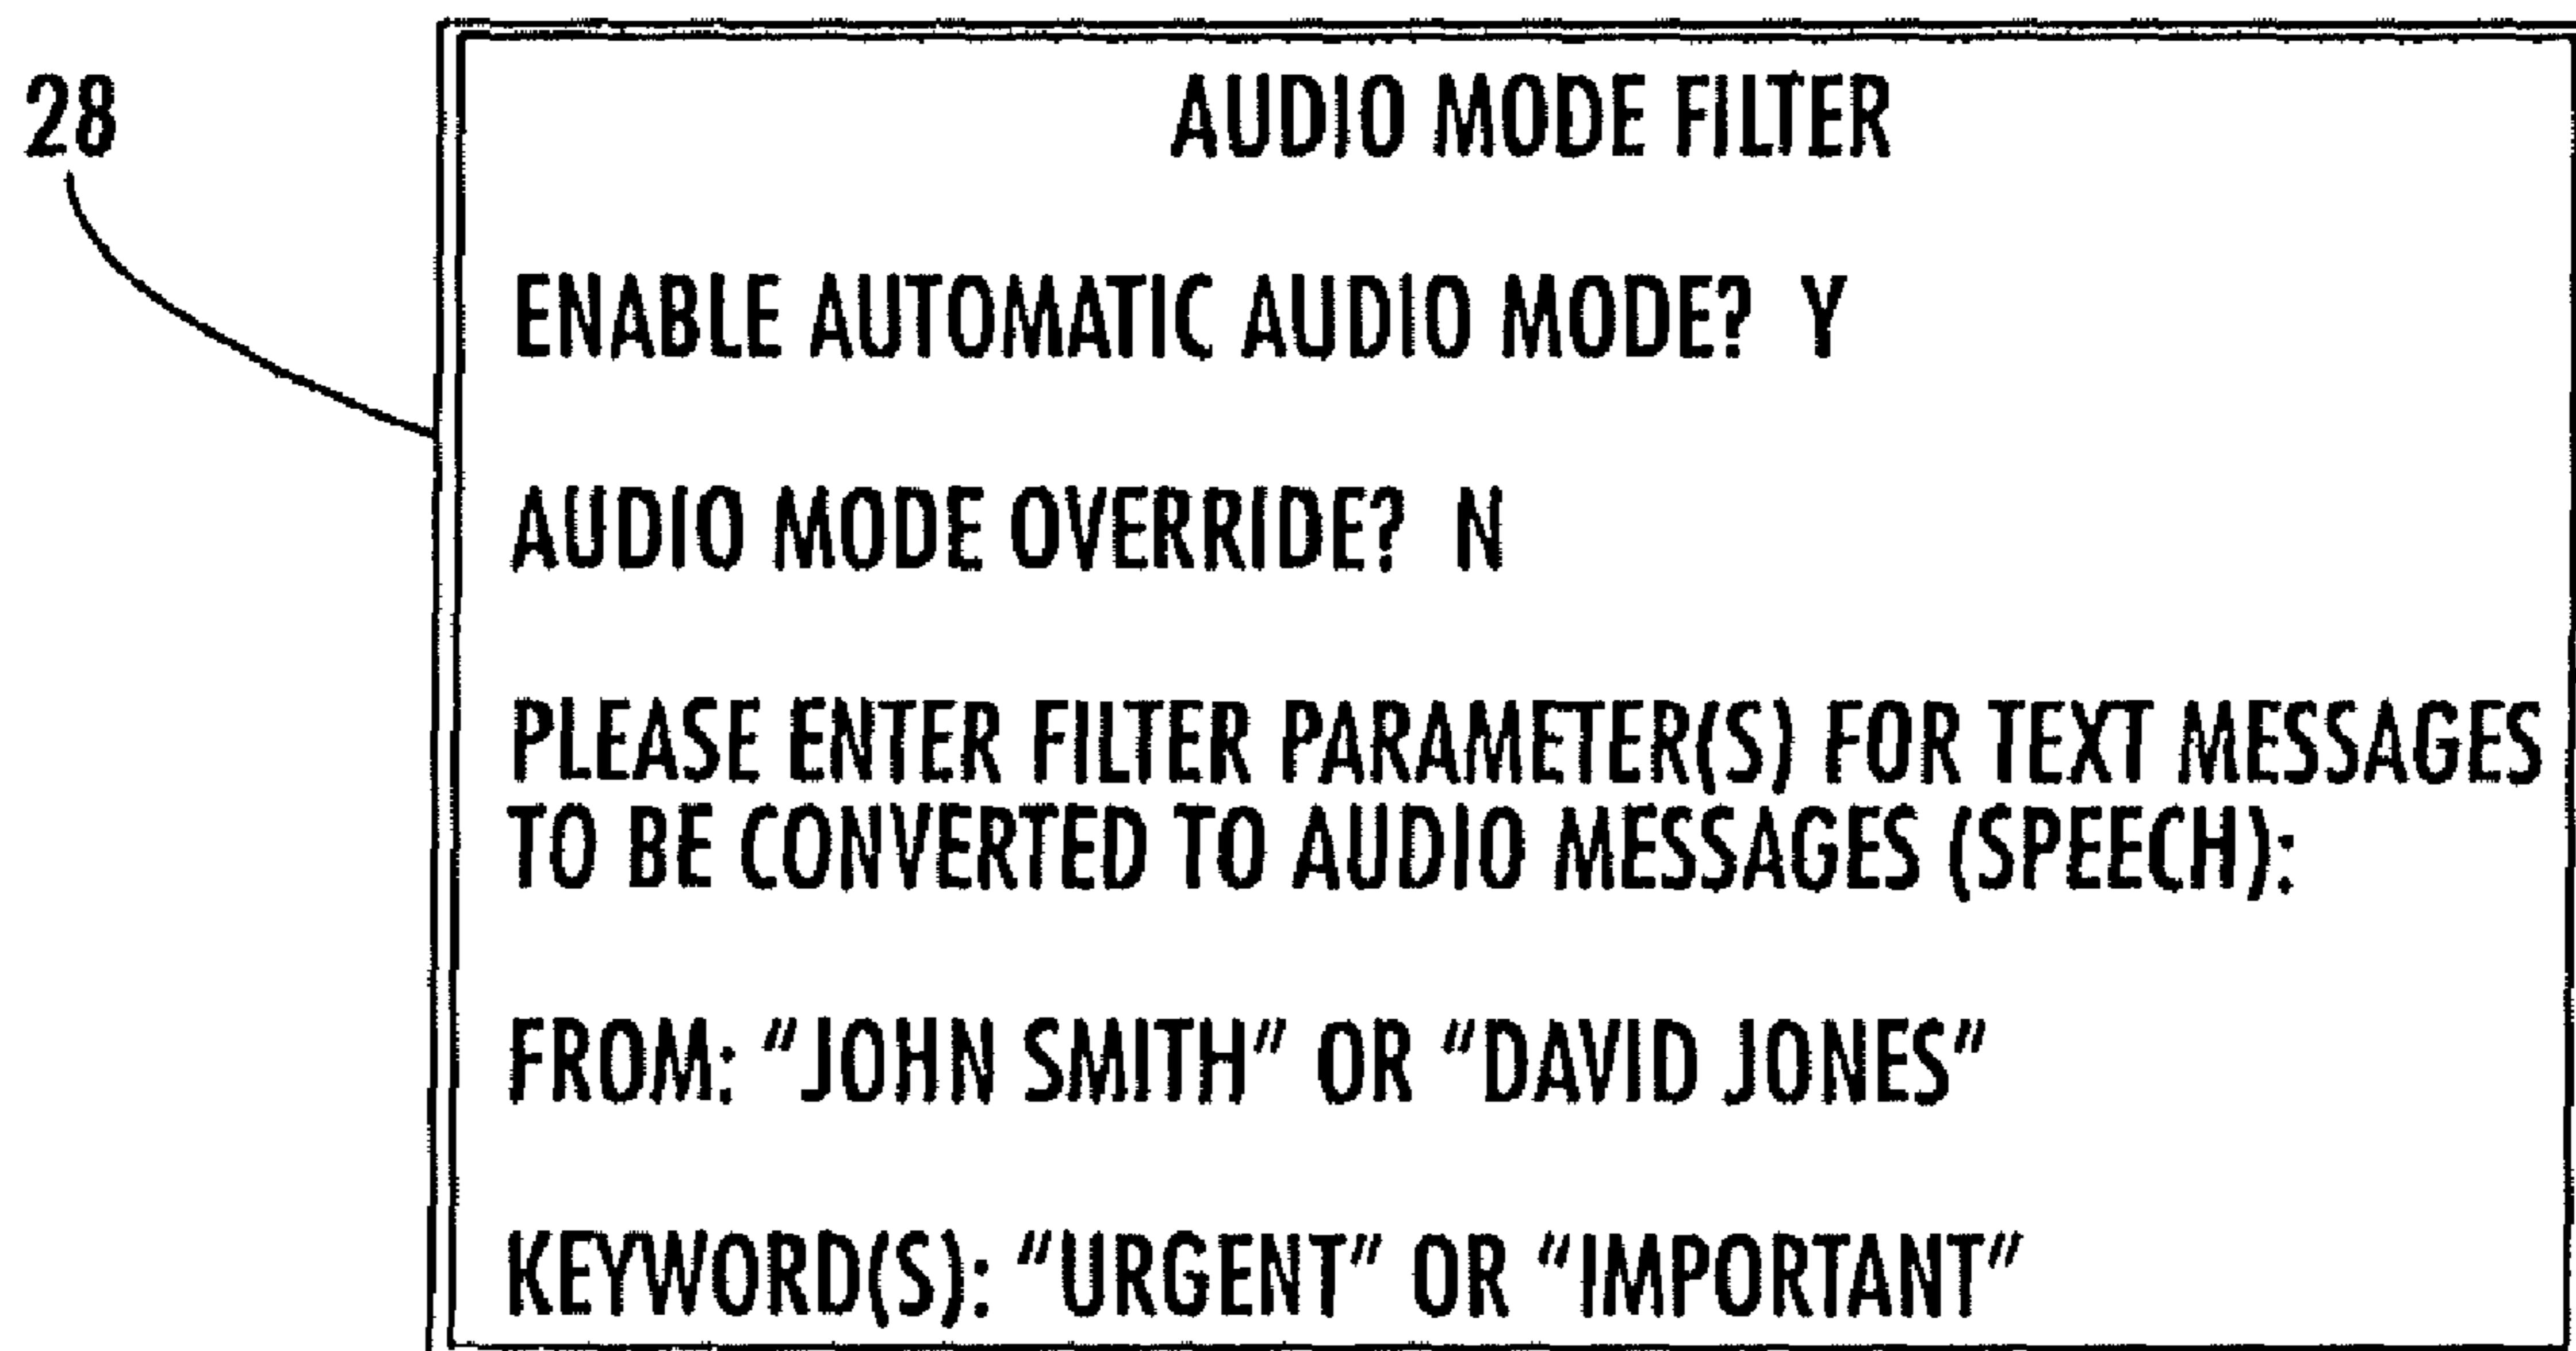 28
AUDIO MODE FILTER
ENABLE AUTOMATIC AUDIO MODE? Y
AUDIO MODE OVERRIDE? N
PLEASE ENTER FILTER PARAMETER(S) FOR TEXT MESSAGES
TO BE CONVERTED TO AUDIO MESSAGES (SPEECH):
FROM: "JOHN SMITH" OR "DAVID JONES"
KEYWORD(S): "URGENT" OR "IMPORTANT"